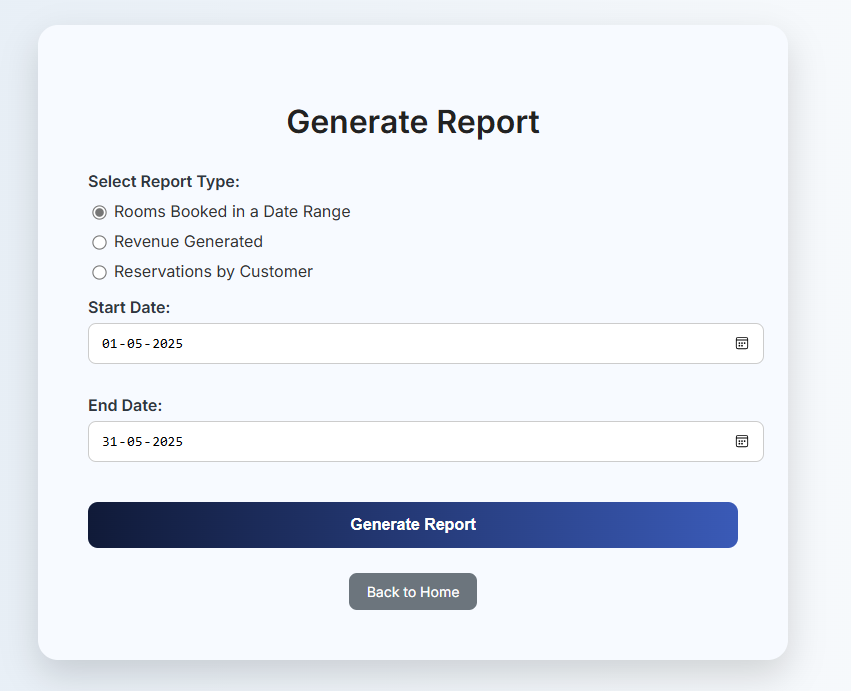 Generate Report
Select Report Type:
Rooms Booked in a Date Range
Revenue Generated
Reservations by Customer
Start Date:
01-05-2025
End Date:
31-05-2025
Generate Report
Back to Home